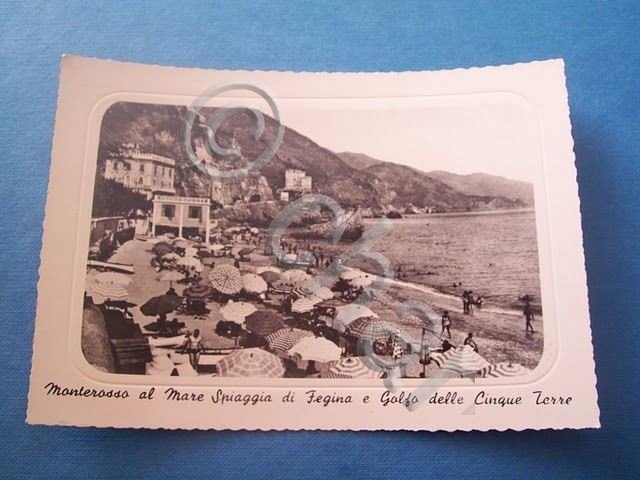 Monterosso al Mare Spiaggia di Fegina e Golfo delle Cinque Terre